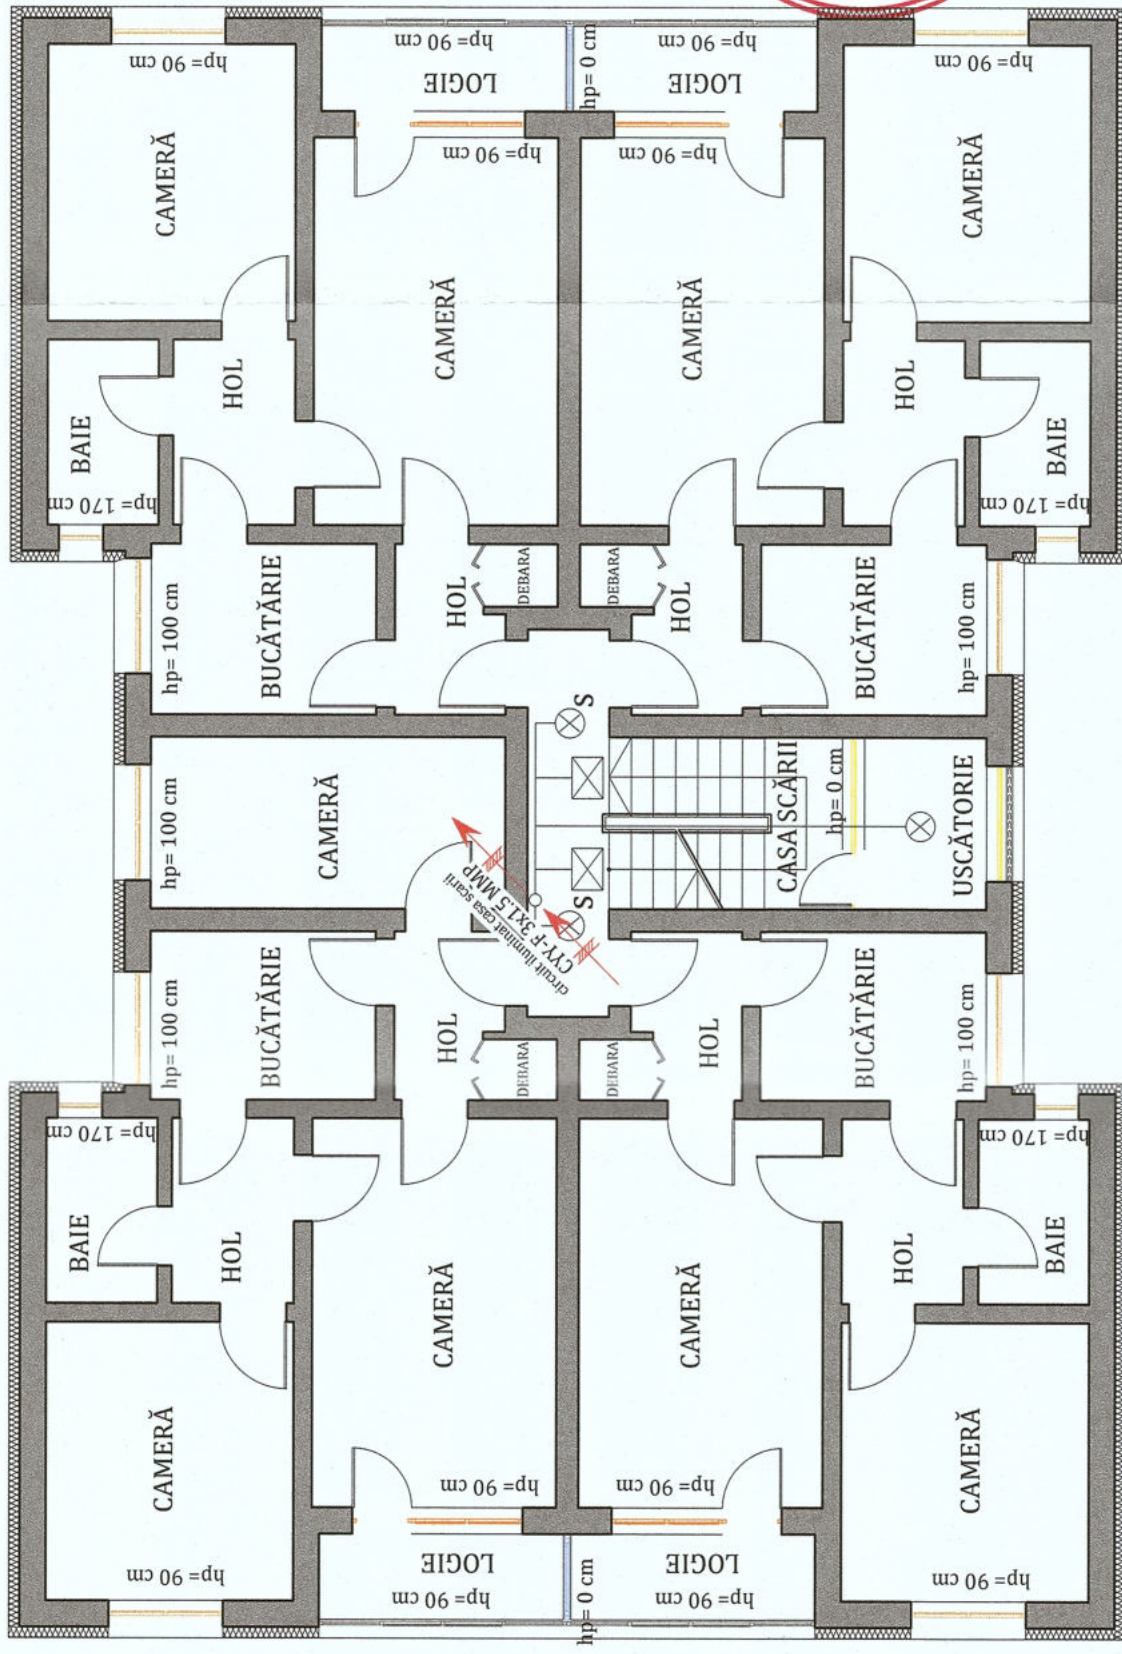 hp= 90 cm
CAMERĂ
hp= 90 cm
LOGIE
hp= 90 cm
CAMERĂ
hp= 0 cm
hp= 90 cm
LOGIE
hp= 90 cm
CAMERĂ
hp= 90 cm
CAMERĂ
BAIE
hp= 170 cm
HOL
HOL
BAIE
hp= 170 cm
hp= 100 cm
BUCĂTĂRIE
HOL
DEBARA
DEBARA
HOL
BUCĂTĂRIE
hp= 100 cm
hp= 100 cm
CAMERĂ
S
S
CASA SCĂRII
hp= 0 cm
USCĂTORIE
circuit iluminat casa scarii
CYY-F 3x1.5 MMP
hp= 100 cm
BUCĂTĂRIE
HOL
DEBARA
DEBARA
HOL
BUCĂTĂRIE
hp= 100 cm
hp= 170 cm
BAIE
HOL
HOL
hp= 170 cm
BAIE
CAMERĂ
hp= 90 cm
CAMERĂ
hp= 90 cm
LOGIE
hp= 90 cm
hp= 0 cm
CAMERĂ
hp= 90 cm
LOGIE
hp= 90 cm
CAMERĂ
hp= 90 cm